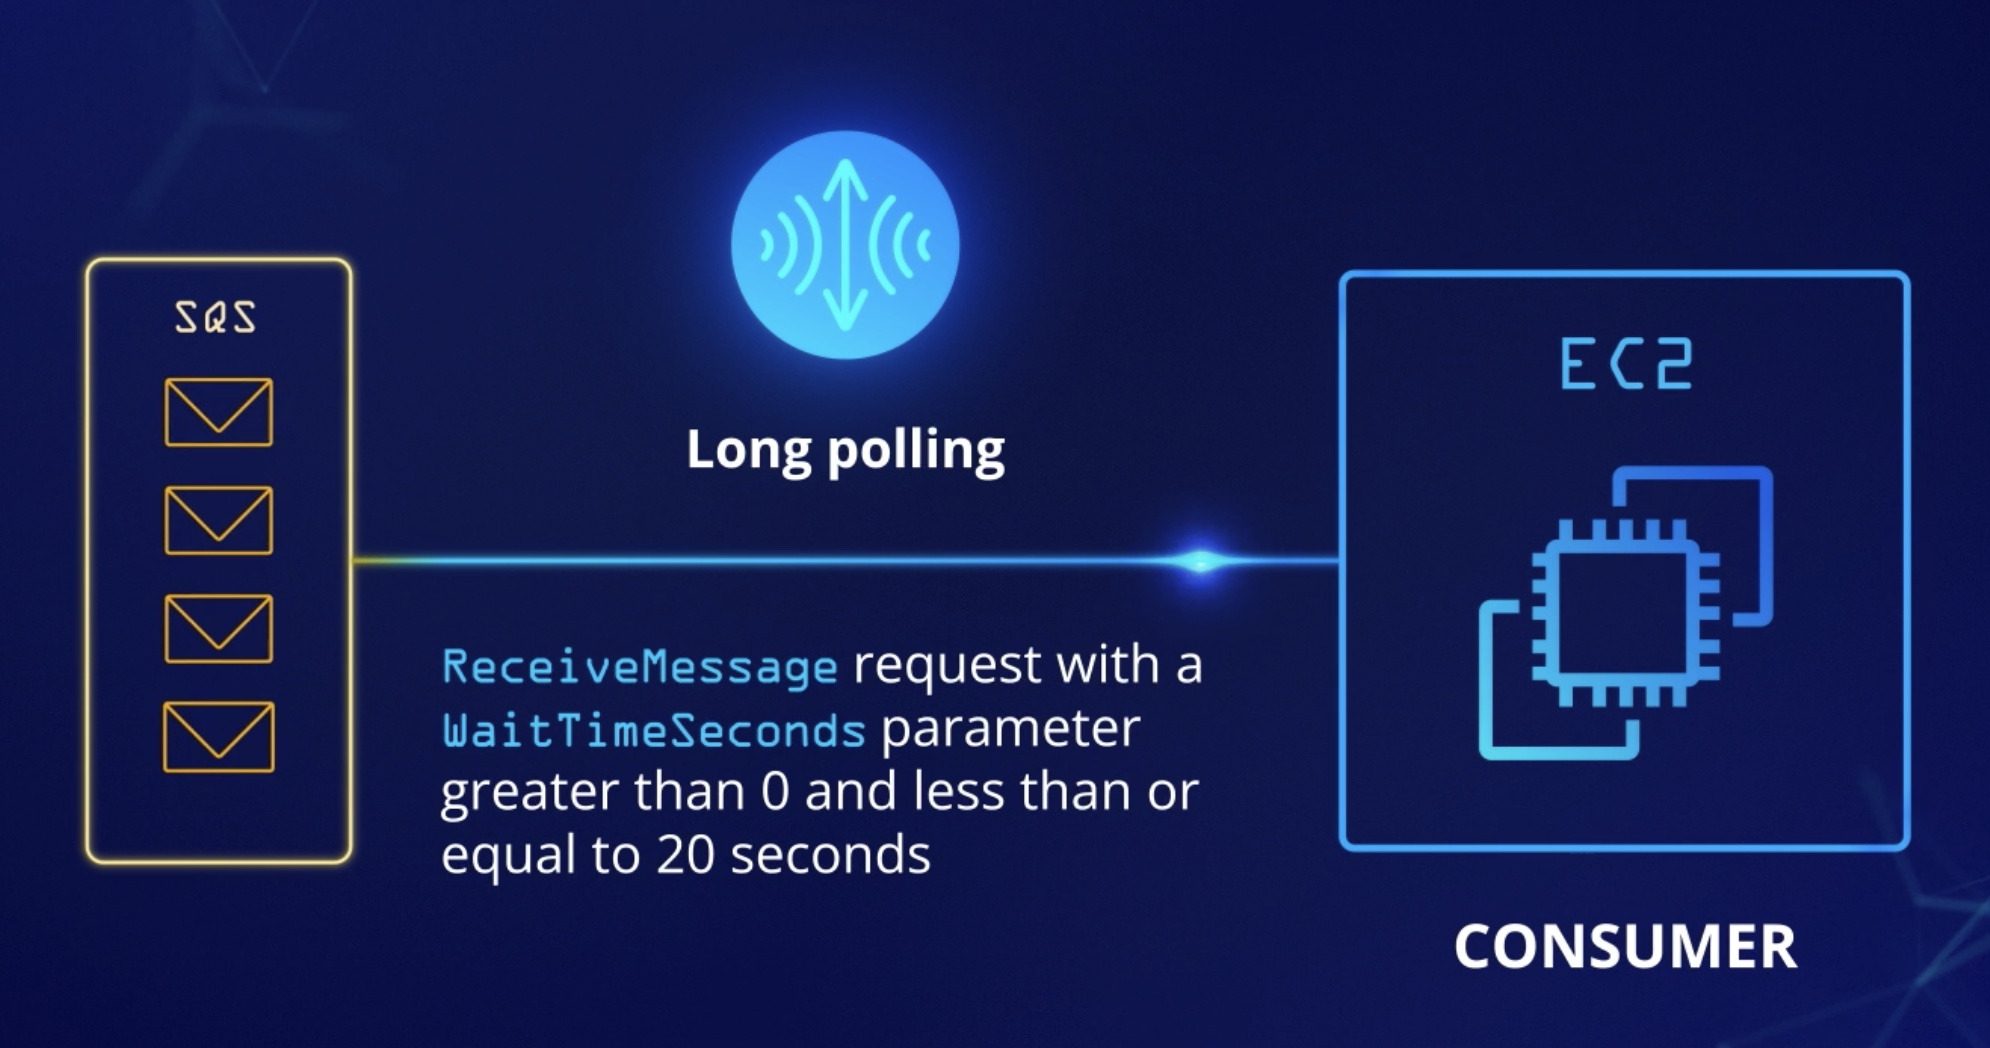 SQS
Long polling
EC2
ReceiveMessage request with a
WaitTimeSeconds parameter
greater than 0 and less than or
equal to 20 seconds
CONSUMER